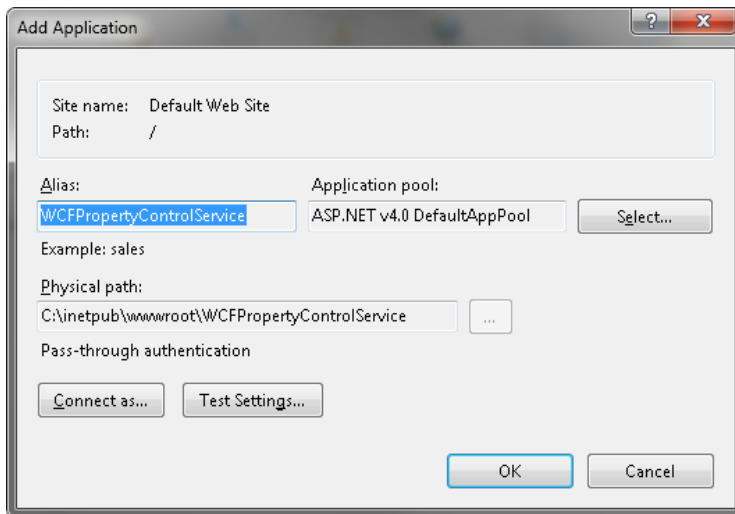 Add Application
Site name: Default Web Site
Path: /
Alias: Application pool:
WCFPropertyControlService ASP.NET v4.0 DefaultAppPool Select...
Example: sales
Physical path:
C:\inetpub\wwwroot\WCFPropertyControlService ...
Pass-through authentication
Connect as... Test Settings...
OK Cancel